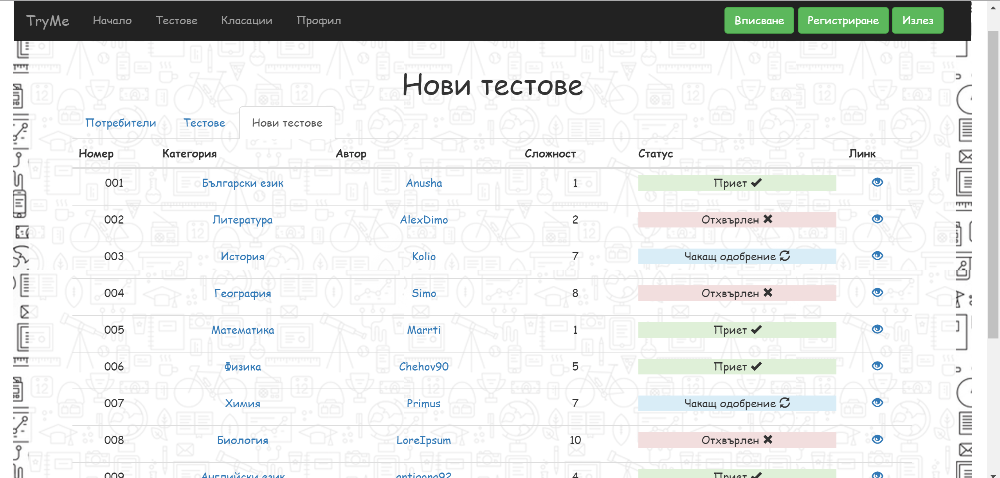 TryMe Начало Тестове Класации Профил Вписване Регистриране Излез
Нови тестове
Потребители Тестове Нови тестове
Номер Категория Автор Сложност Статус Линк
001 Български език Anusha 1 Приет
002 Литература AlexDimo 2 Отхвърлен
003 История Kolio 7 Чакащ одобрение
004 География Simo 8 Отхвърлен
005 Математика Marrti 1 Приет
006 Физика Chehov90 5 Приет
007 Химия Primus 7 Чакащ одобрение
008 Биология LoreIpsum 10 Отхвърлен
009 Английски език antigona92 4 Приет